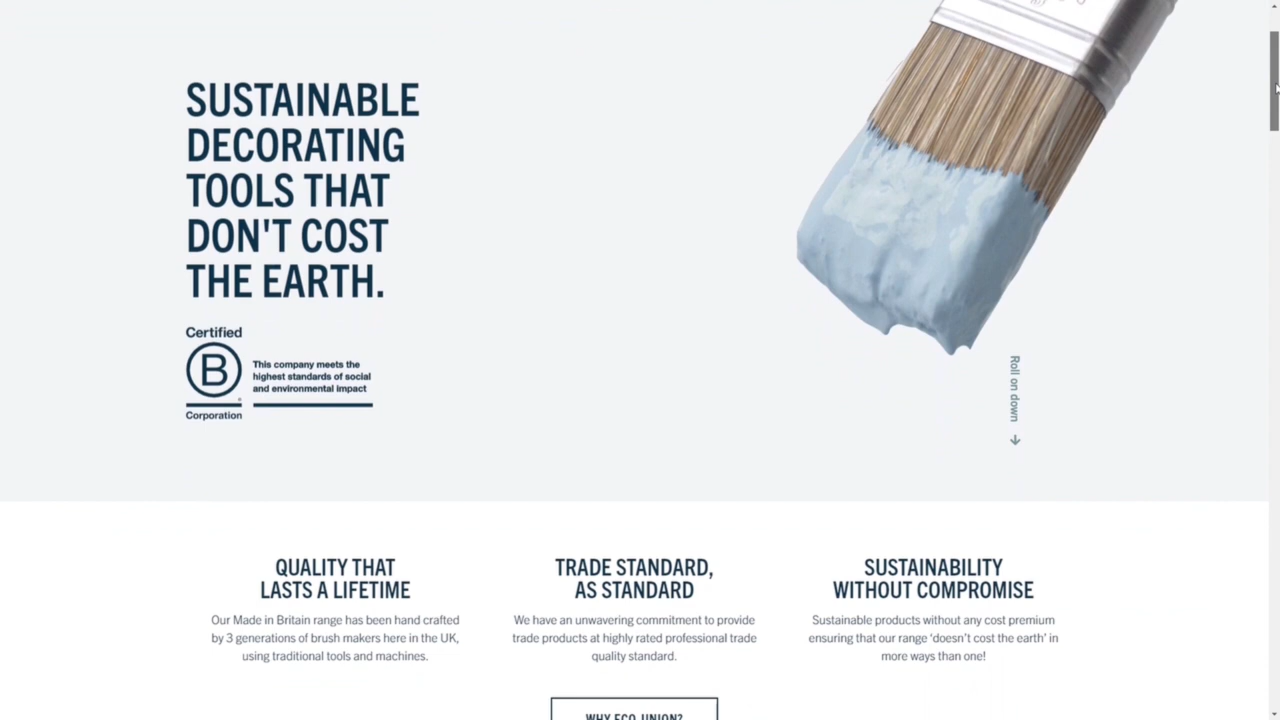 SUSTAINABLE
DECORATING
TOOLS THAT
DON'T COST
THE EARTH.
Certified
B
This company meets the
highest standards of social
and environmental impact
Corporation
Roll on down
QUALITY THAT
LASTS A LIFETIME
Our Made in Britain range has been hand crafted
by 3 generations of brush makers here in the UK,
using traditional tools and machines.
TRADE STANDARD,
AS STANDARD
We have an unwavering commitment to provide
trade products at highly rated professional trade
quality standard.
SUSTAINABILITY
WITHOUT COMPROMISE
Sustainable products without any cost premium
ensuring that our range ‘doesn’t cost the earth’ in
more ways than one!
WHY ECO-UNION?